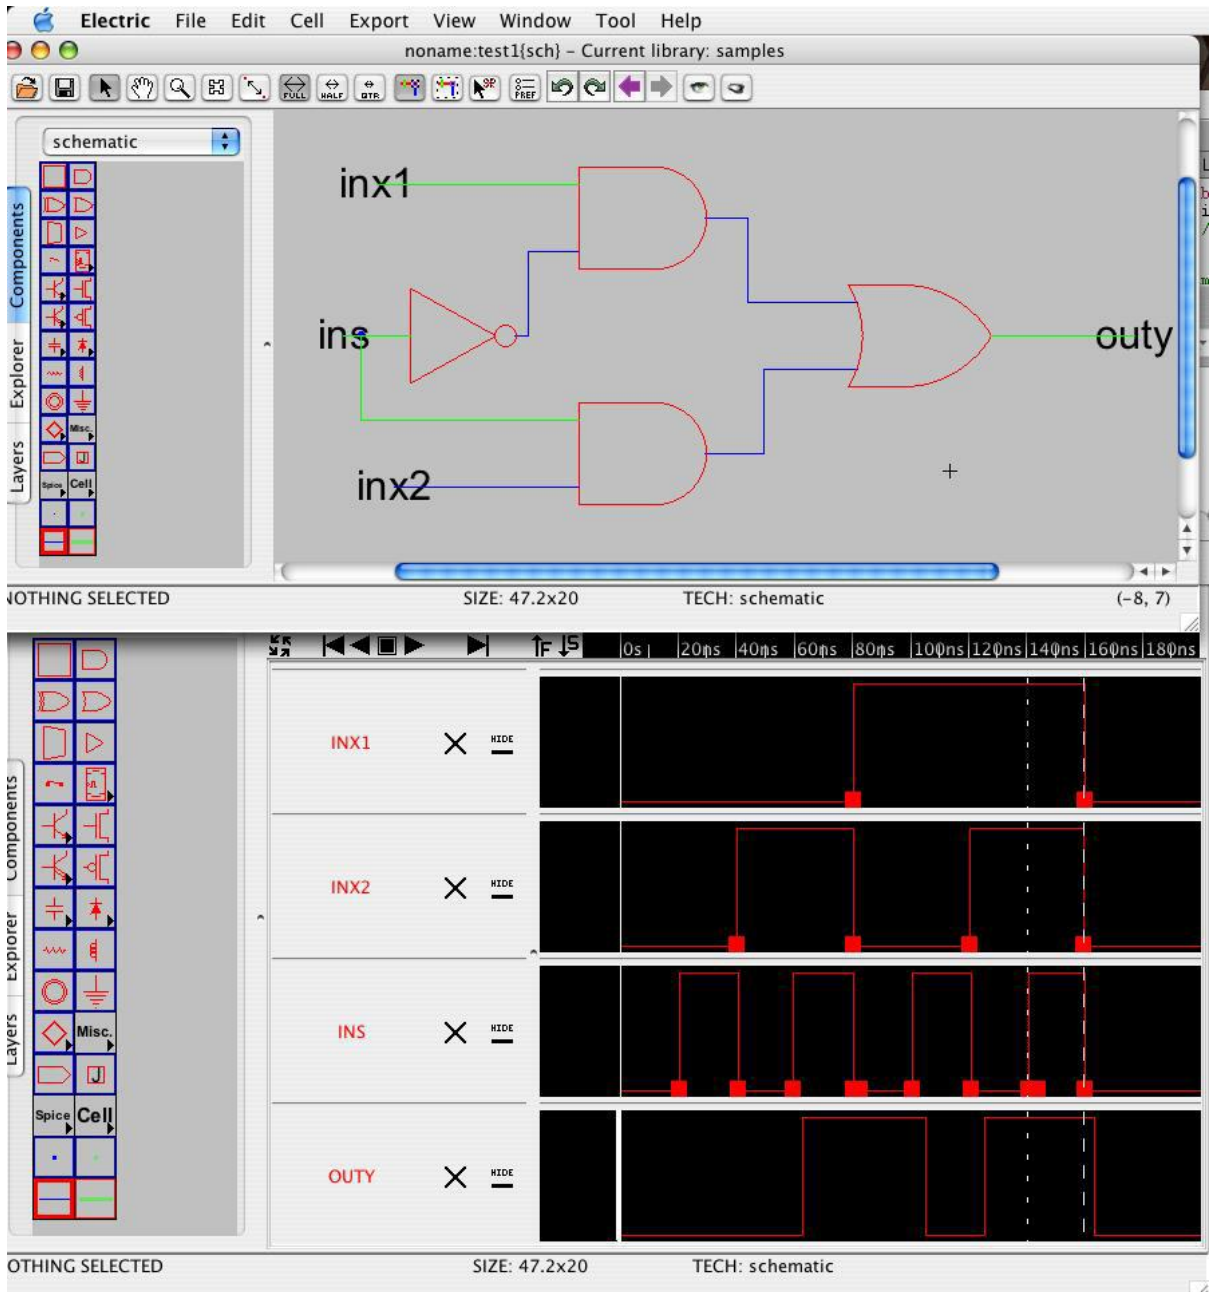 Electric File Edit Cell Export View Window Tool Help
noname:test1{sch} – Current library: samples
FULL HALF QTR PREF
schematic
Components
Explorer
Layers
Misc.
Spice Cell
inx1
ins
outy
inx2
NOTHING SELECTED SIZE: 47.2x20 TECH: schematic (-8, 7)
0s 20ns 40ns 60ns 80ns 100ns 120ns 140ns 160ns 180ns
INX1 HIDE
INX2 HIDE
INS HIDE
OUTY HIDE
Components
Explorer
Layers
Misc.
Spice Cell
OTHING SELECTED SIZE: 47.2x20 TECH: schematic